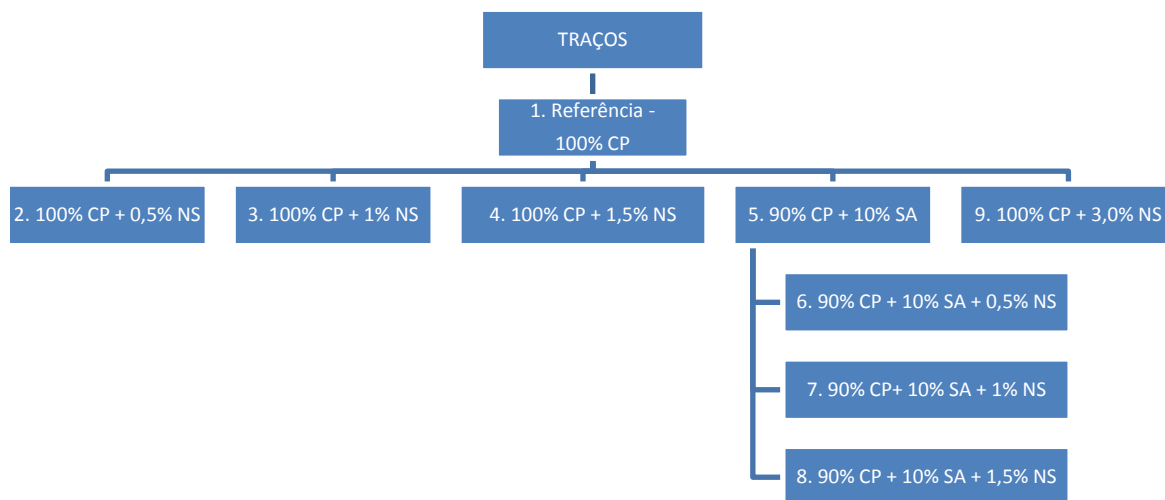 TRAÇOS
1. Referência -
100% CP
2. 100% CP + 0,5% NS
3. 100% CP + 1% NS
4. 100% CP + 1,5% NS
5. 90% CP + 10% SA
9. 100% CP + 3,0% NS
6. 90% CP + 10% SA + 0,5% NS
7. 90% CP+ 10% SA + 1% NS
8. 90% CP + 10% SA + 1,5% NS